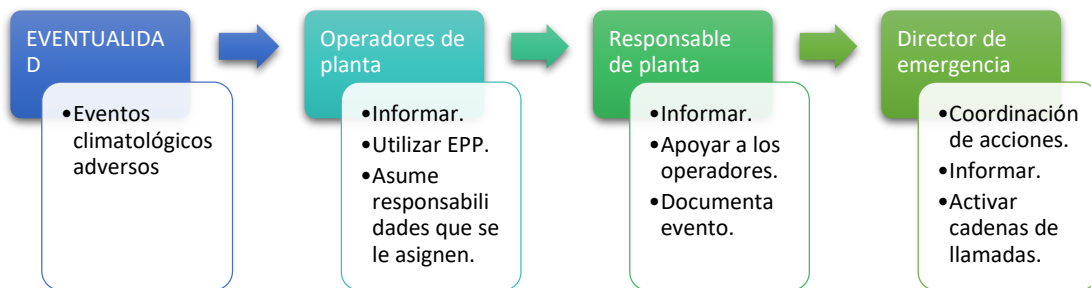 EVENTUALIDA
D
•Eventos
climatológicos
adversos
Operadores de
planta
•Informar.
•Utilizar EPP.
•Asume
responsabili
dades que se
le asignen.
Responsable
de planta
•Informar.
•Apoyar a los
operadores.
•Documenta
evento.
Director de
emergencia
•Coordinación
de acciones.
•Informar.
•Activar
cadenas de
llamadas.